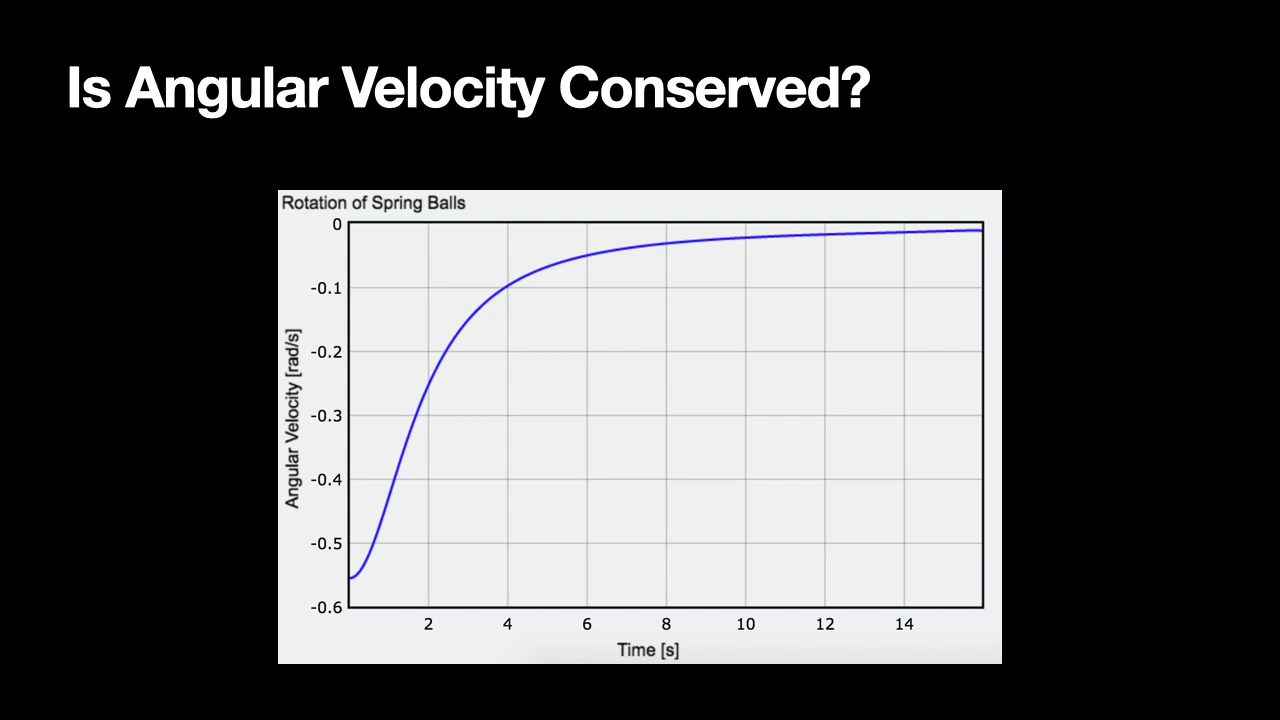 Is Angular Velocity Conserved?
Rotation of Spring Balls
0
-0.1
-0.2
-0.3
-0.4
-0.5
-0.6
Angular Velocity [rad/s]
2 4 6 8 10 12 14
Time [s]